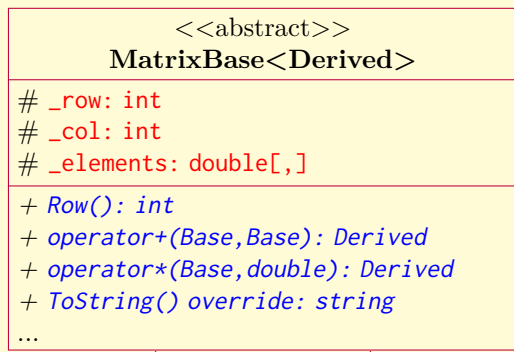 <<abstract>>
MatrixBase<Derived>
# _row: int
# _col: int
# _elements: double[,]
+ Row(): int
+ operator+(Base,Base): Derived
+ operator*(Base,double): Derived
+ ToString() override: string
...